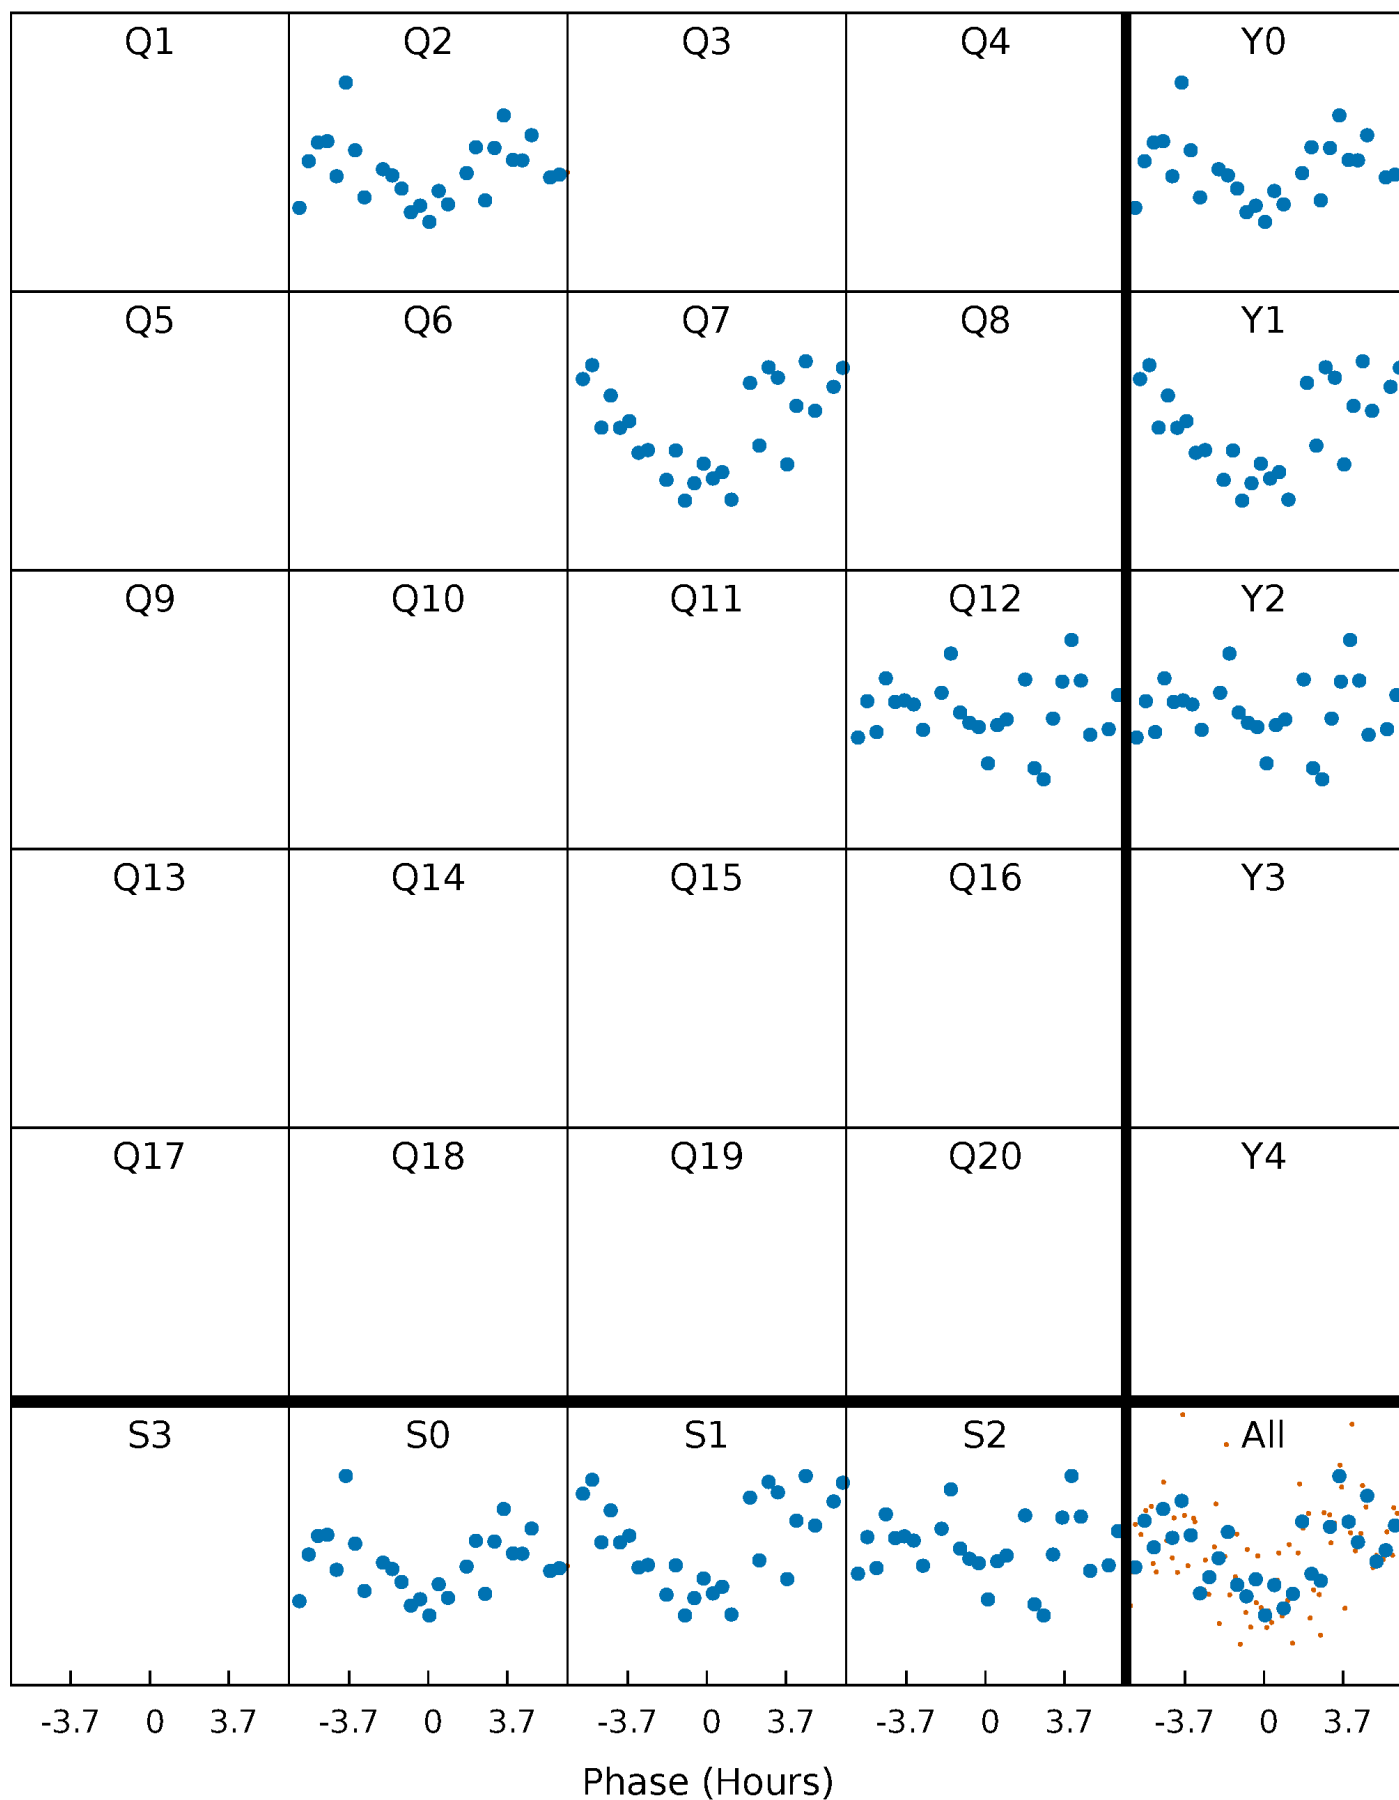 Q1 Q2 Q3 Q4 Y0
Q5 Q6 Q7 Q8 Y1
Q9 Q10 Q11 Q12 Y2
Q13 Q14 Q15 Q16 Y3
Q17 Q18 Q19 Q20 Y4
S3 S0 S1 S2 All
-3.7 0 3.7 -3.7 0 3.7 -3.7 0 3.7 -3.7 0 3.7 -3.7 0 3.7
Phase (Hours)